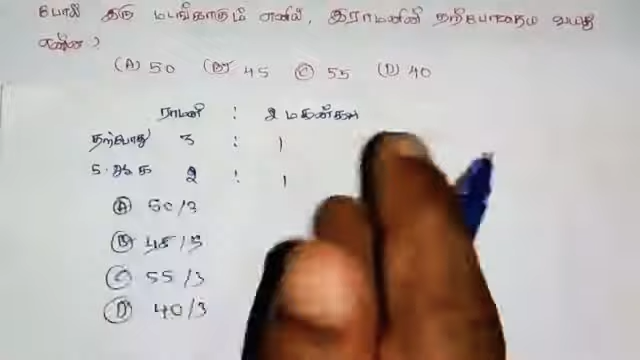 போல் இரு மடங்காகும் எனில், இராமனின் தற்போதைய வயது
என்ன?
(A) 50 (B) 45 (C) 55 (D) 40
ராமன் : 2 மகன்கள்
தற்போது 3 : 1
5 ஆ.க 2 : 1
(A) 50/3
(B) 45/3
(C) 55/3
(D) 40/3